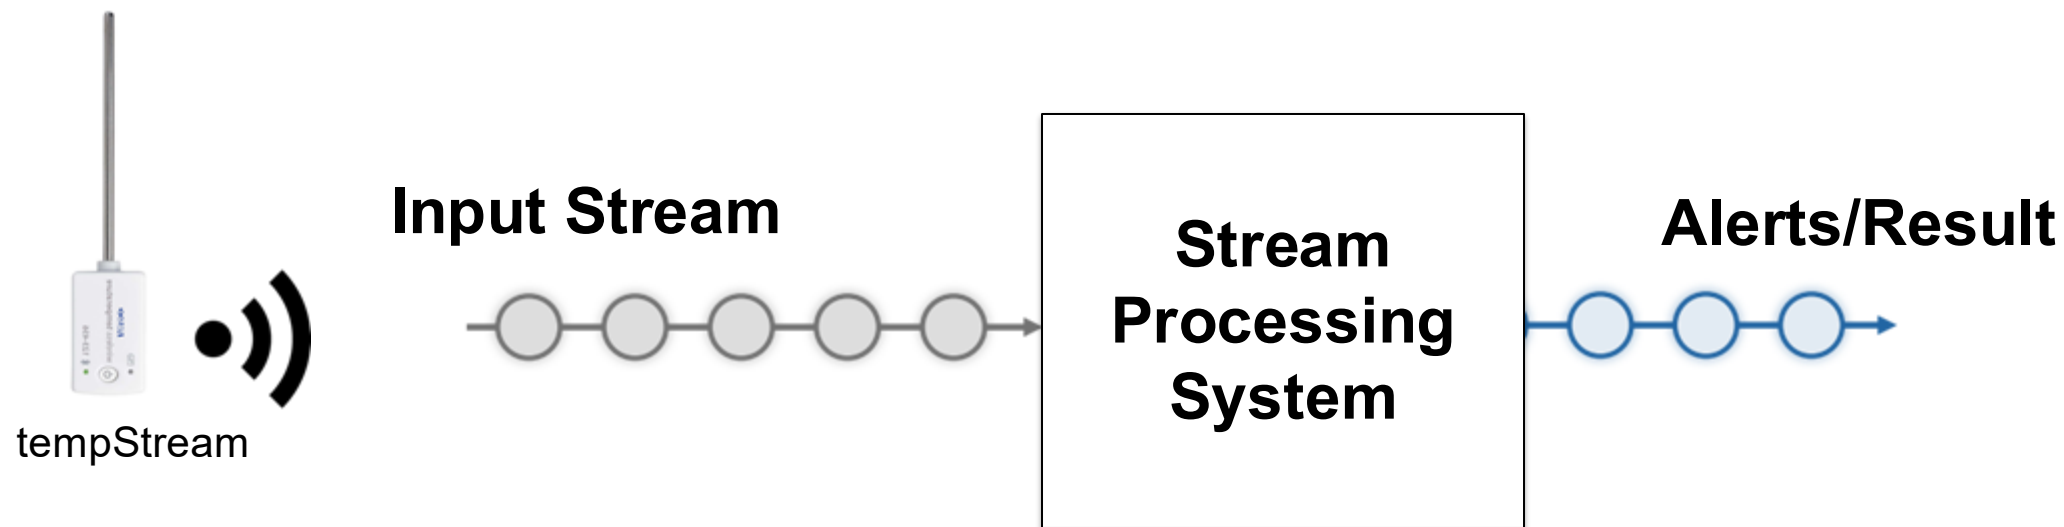 Input Stream
Alerts/Result
Stream
Processing
System
tempStream